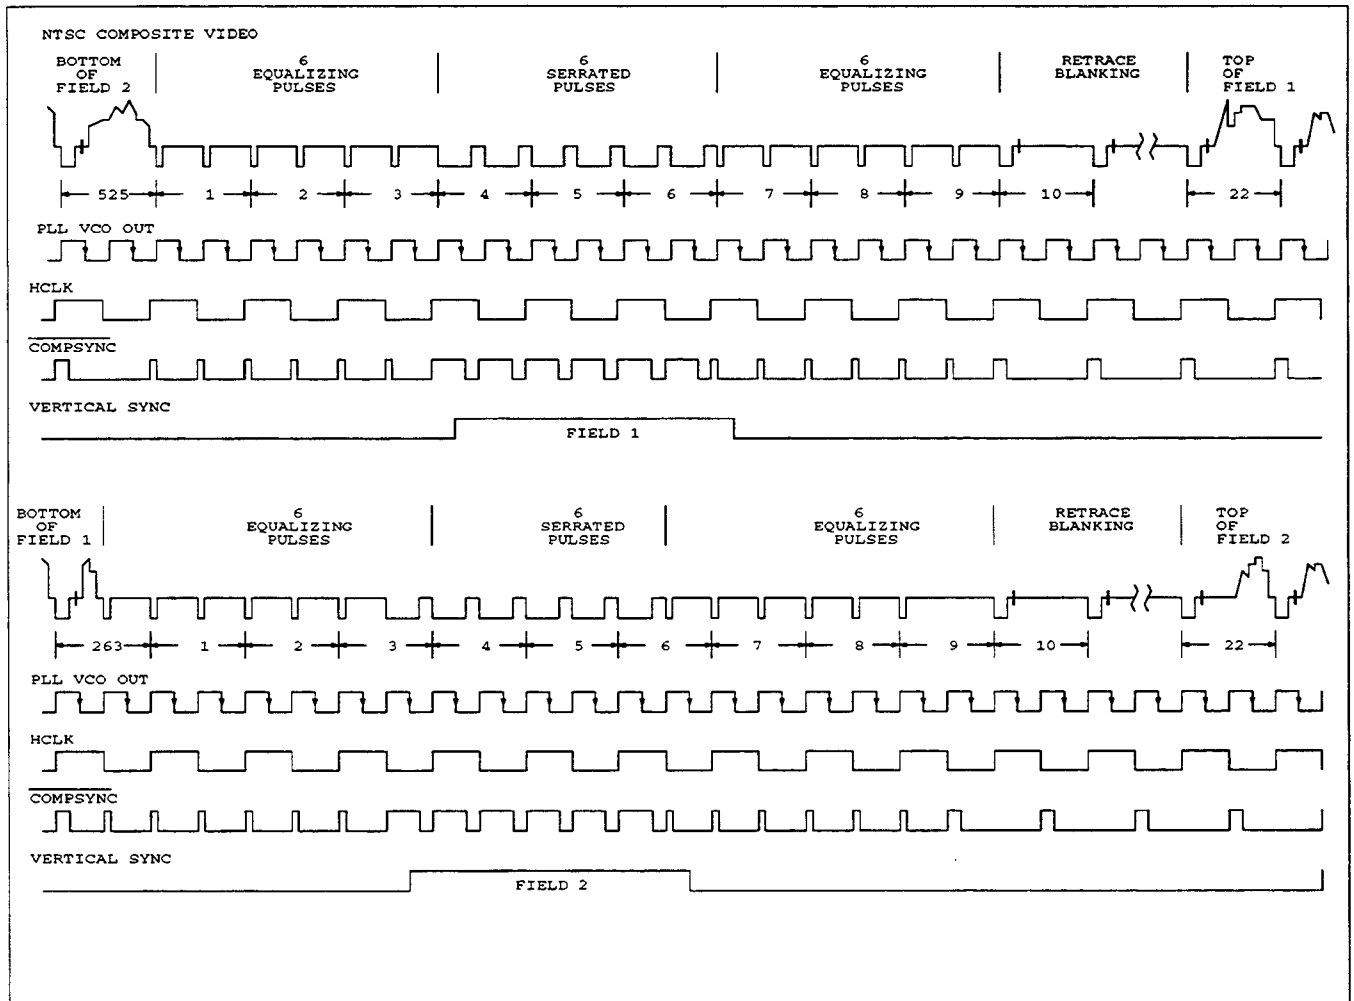 NTSC COMPOSITE VIDEO
BOTTOM OF FIELD 2
6 EQUALIZING PULSES
6 SERRATED PULSES
6 EQUALIZING PULSES
RETRACE BLANKING
TOP OF FIELD 1
525 1 2 3 4 5 6 7 8 9 10 22
PLL VCO OUT
HCLK
COMPSYNC
VERTICAL SYNC
FIELD 1
BOTTOM OF FIELD 1
6 EQUALIZING PULSES
6 SERRATED PULSES
6 EQUALIZING PULSES
RETRACE BLANKING
TOP OF FIELD 2
263 1 2 3 4 5 6 7 8 9 10 22
PLL VCO OUT
HCLK
COMPSYNC
VERTICAL SYNC
FIELD 2